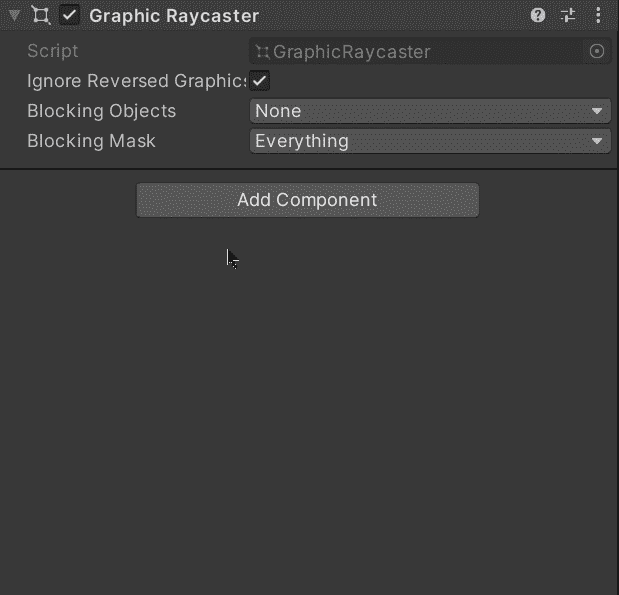 Graphic Raycaster
Script GraphicRaycaster
Ignore Reversed Graphics
Blocking Objects None
Blocking Mask Everything
Add Component